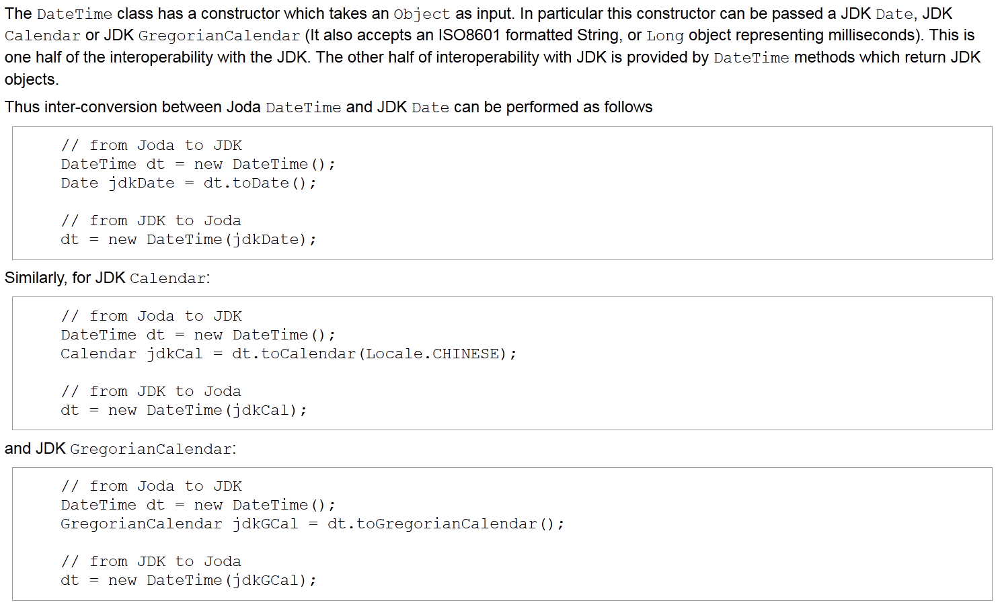 The DateTime class has a constructor which takes an Object as input. In particular this constructor can be passed a JDK Date, JDK
Calendar or JDK GregorianCalendar (It also accepts an ISO8601 formatted String, or Long object representing milliseconds). This is
one half of the interoperability with the JDK. The other half of interoperability with JDK is provided by DateTime methods which return JDK
objects.
Thus inter-conversion between Joda DateTime and JDK Date can be performed as follows
// from Joda to JDK
DateTime dt = new DateTime();
Date jdkDate = dt.toDate();
// from JDK to Joda
dt = new DateTime(jdkDate);
Similarly, for JDK Calendar:
// from Joda to JDK
DateTime dt = new DateTime();
Calendar jdkCal = dt.toCalendar(Locale.CHINESE);
// from JDK to Joda
dt = new DateTime(jdkCal);
and JDK GregorianCalendar:
// from Joda to JDK
DateTime dt = new DateTime();
GregorianCalendar jdkGCal = dt.toGregorianCalendar();
// from JDK to Joda
dt = new DateTime(jdkGCal);